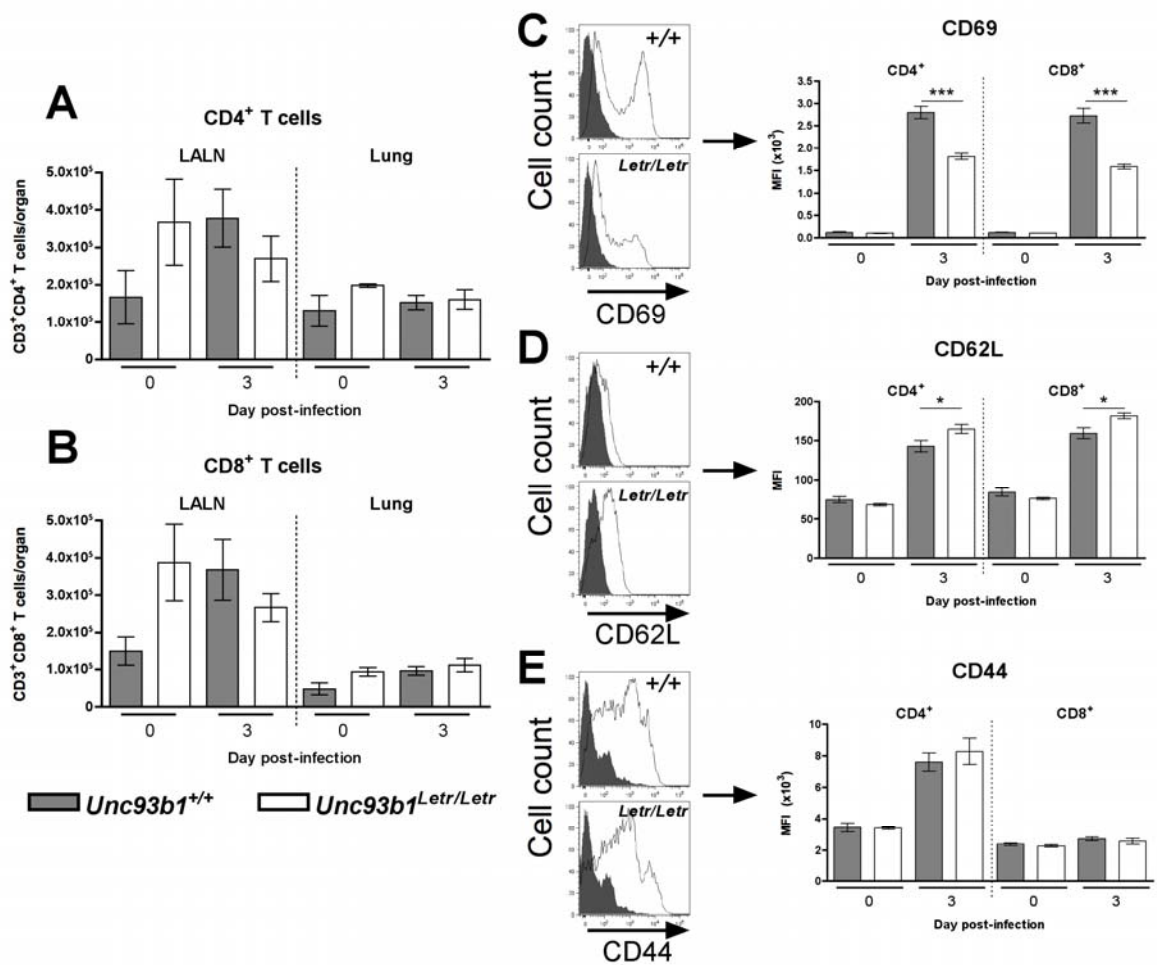 A
CD4+ T cells
LALN Lung
CD3+CD4+ T cells/organ
5.0x10⁵
4.0x10⁵
3.0x10⁵
2.0x10⁵
1.0x10⁵
0
0 3 0 3
Day post-infection
B
CD8+ T cells
LALN Lung
CD3+CD8+ T cells/organ
5.0x10⁵
4.0x10⁵
3.0x10⁵
2.0x10⁵
1.0x10⁵
0
0 3 0 3
Day post-infection
Unc93b1+/+ Unc93b1Letr/Letr
C
Cell count
+/+
Cell count
Letr/Letr
CD69
CD69
CD4+ CD8+
*** ***
MFI (x10³)
3.5
3.0
2.5
2.0
1.5
1.0
0.5
0.0
0 3 0 3
Day post-infection
D
Cell count
+/+
Cell count
Letr/Letr
CD62L
CD62L
CD4+ CD8+
* *
MFI
200
150
100
50
0
0 3 0 3
Day post-infection
E
Cell count
+/+
Cell count
Letr/Letr
CD44
CD44
CD4+ CD8+
MFI (x10³)
10
8
6
4
2
0
0 3 0 3
Day post-infection